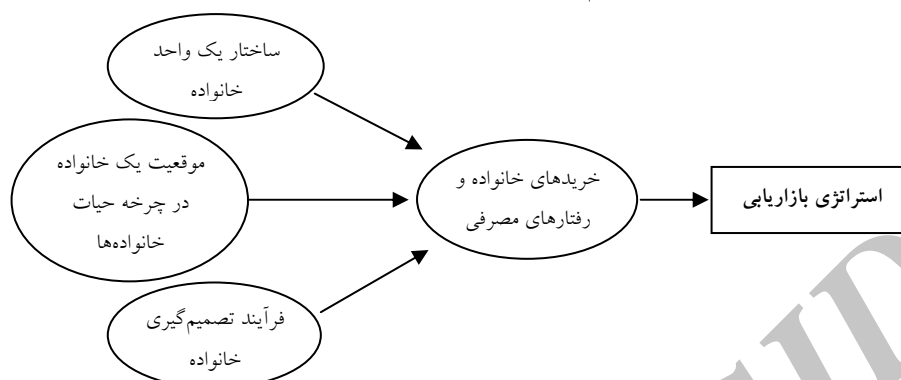 ساختار یک واحد
خانواده
موقعیت یک خانواده
در چرخه حیات
خانواده‌ها
فرآیند تصمیم‌گیری
خانواده
خریدهای خانواده و
رفتارهای مصرفی
استراتژی بازاریابی